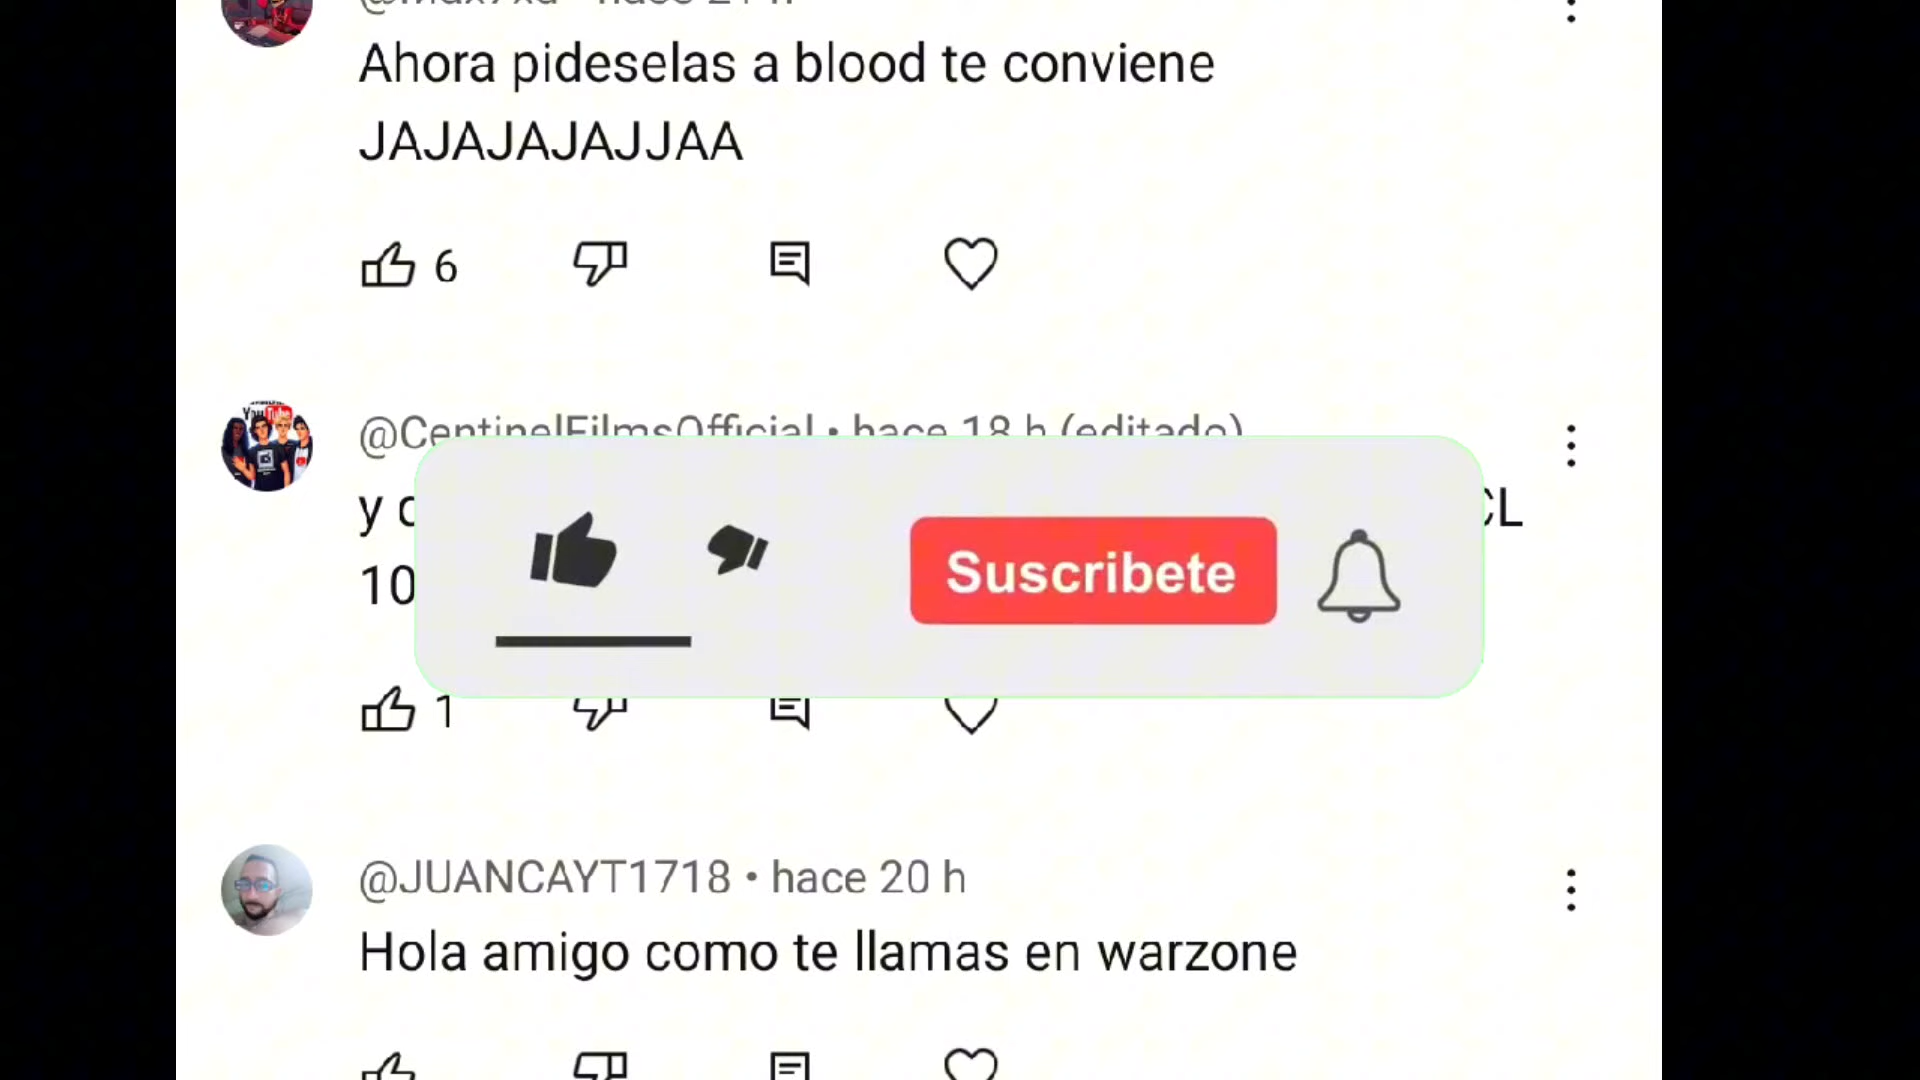 Ahora pideselas a blood te conviene
JAJAJAJAJJAA
6
@CentinelFilmsOfficial • hace 18 h (editado)
y
CL
10
Suscribete
1
@JUANCAYT1718 • hace 20 h
Hola amigo como te llamas en warzone